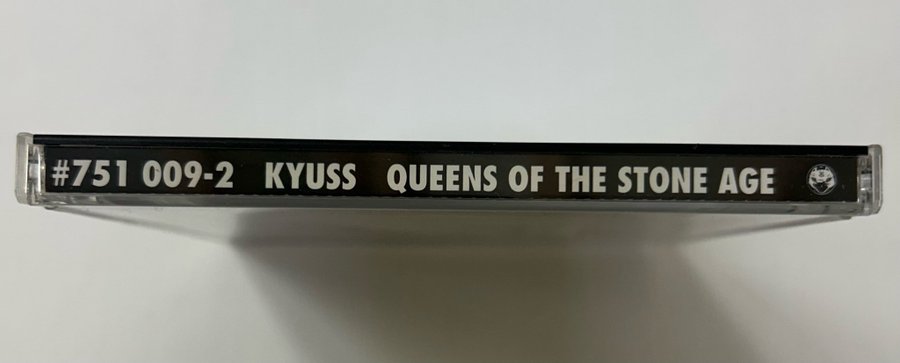 #751 009-2 KYUSS QUEENS OF THE STONE AGE